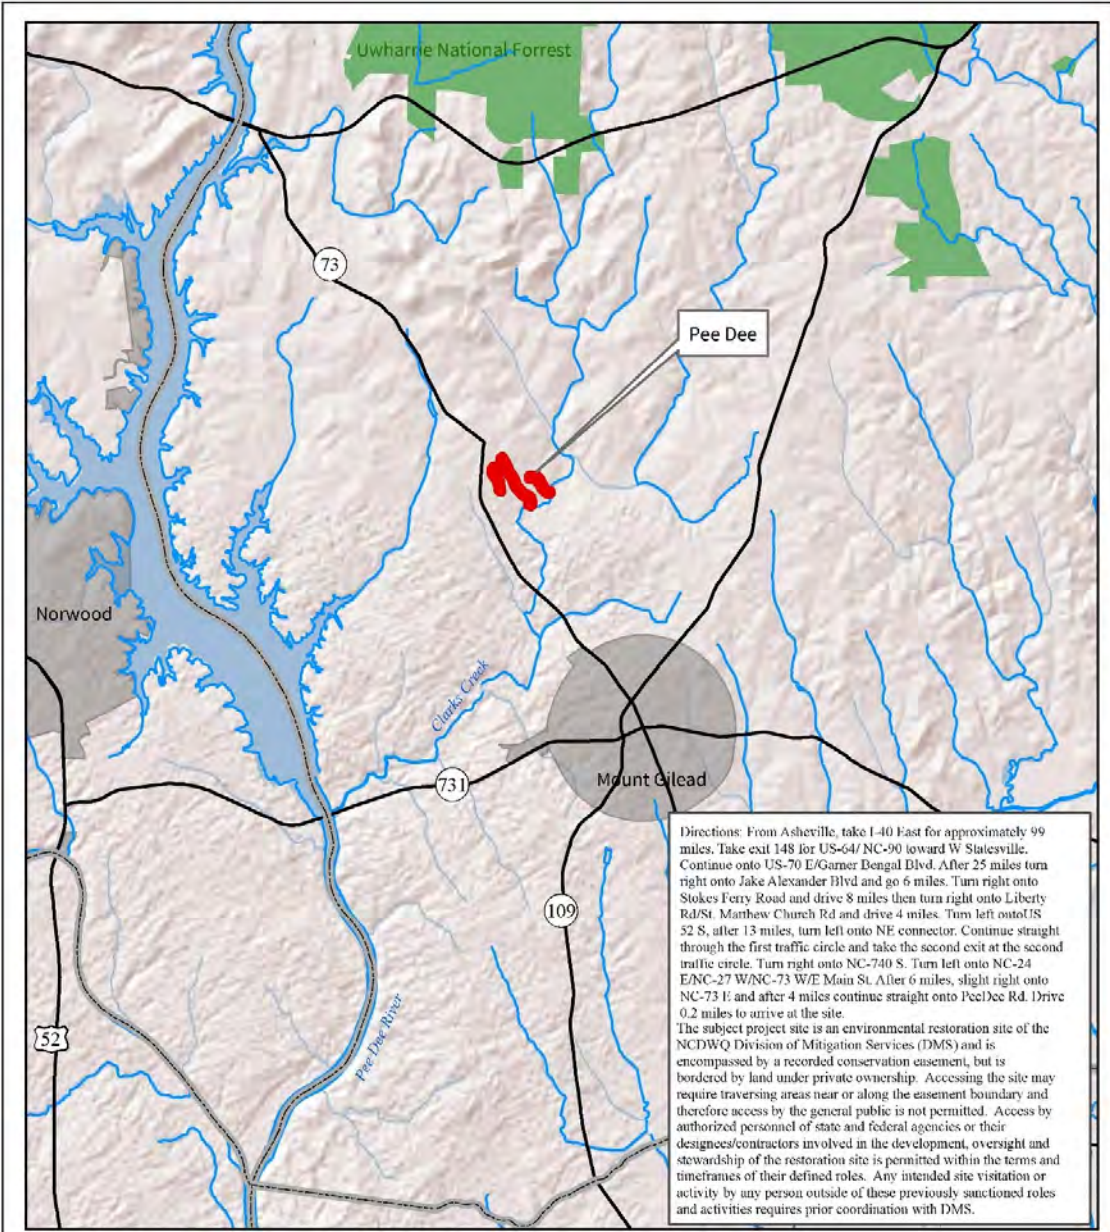 Uwharrie National Forrest
73
Pee Dee
Norwood
Clarks Creek
731
Mount Gilead
109
52
Pee Dee River
Directions: From Asheville, take I-40 East for approximately 99
miles. Take exit 148 for US-64/ NC-90 toward W Statesville.
Continue onto US-70 E/Garner Bengal Blvd. After 25 miles turn
right onto Jake Alexander Blvd and go 6 miles. Turn right onto
Stokes Ferry Road and drive 8 miles then turn right onto Liberty
Rd/St. Matthew Church Rd and drive 4 miles. Turn left ontoUS
52 S, after 13 miles, turn left onto NE connector. Continue straight
through the first traffic circle and take the second exit at the second
traffic circle. Turn right onto NC-740 S. Turn left onto NC-24
E/NC-27 W/NC-73 W/E Main St. After 6 miles, slight right onto
NC-73 E and after 4 miles continue straight onto PeeDee Rd. Drive
0.2 miles to arrive at the site.
The subject project site is an environmental restoration site of the
NCDWQ Division of Mitigation Services (DMS) and is
encompassed by a recorded conservation easement, but is
bordered by land under private ownership. Accessing the site may
require traversing areas near or along the easement boundary and
therefore access by the general public is not permitted. Access by
authorized personnel of state and federal agencies or their
designees/contractors involved in the development, oversight and
stewardship of the restoration site is permitted within the terms and
timeframes of their defined roles. Any intended site visitation or
activity by any person outside of these previously sanctioned roles
and activities requires prior coordination with DMS.